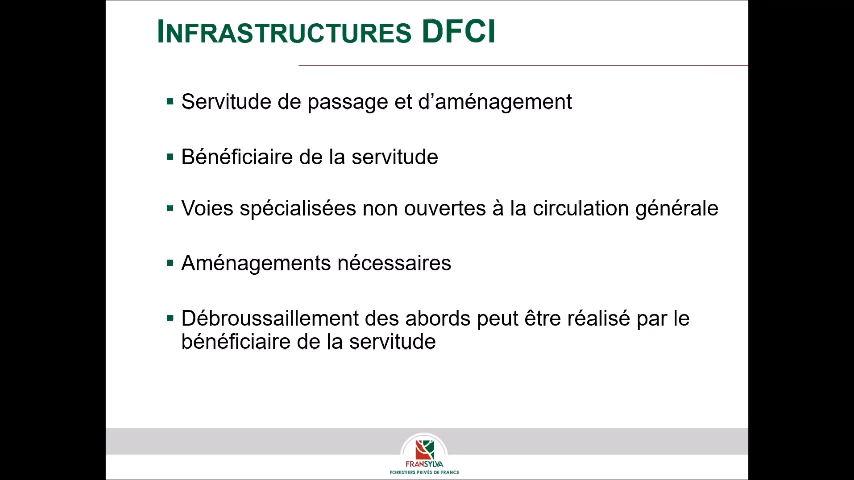 INFRASTRUCTURES DFCI
▪ Servitude de passage et d’aménagement
▪ Bénéficiaire de la servitude
▪ Voies spécialisées non ouvertes à la circulation générale
▪ Aménagements nécessaires
▪ Débroussaillement des abords peut être réalisé par le
bénéficiaire de la servitude
FRANSYLVA
FORESTIERS PRIVÉS DE FRANCE